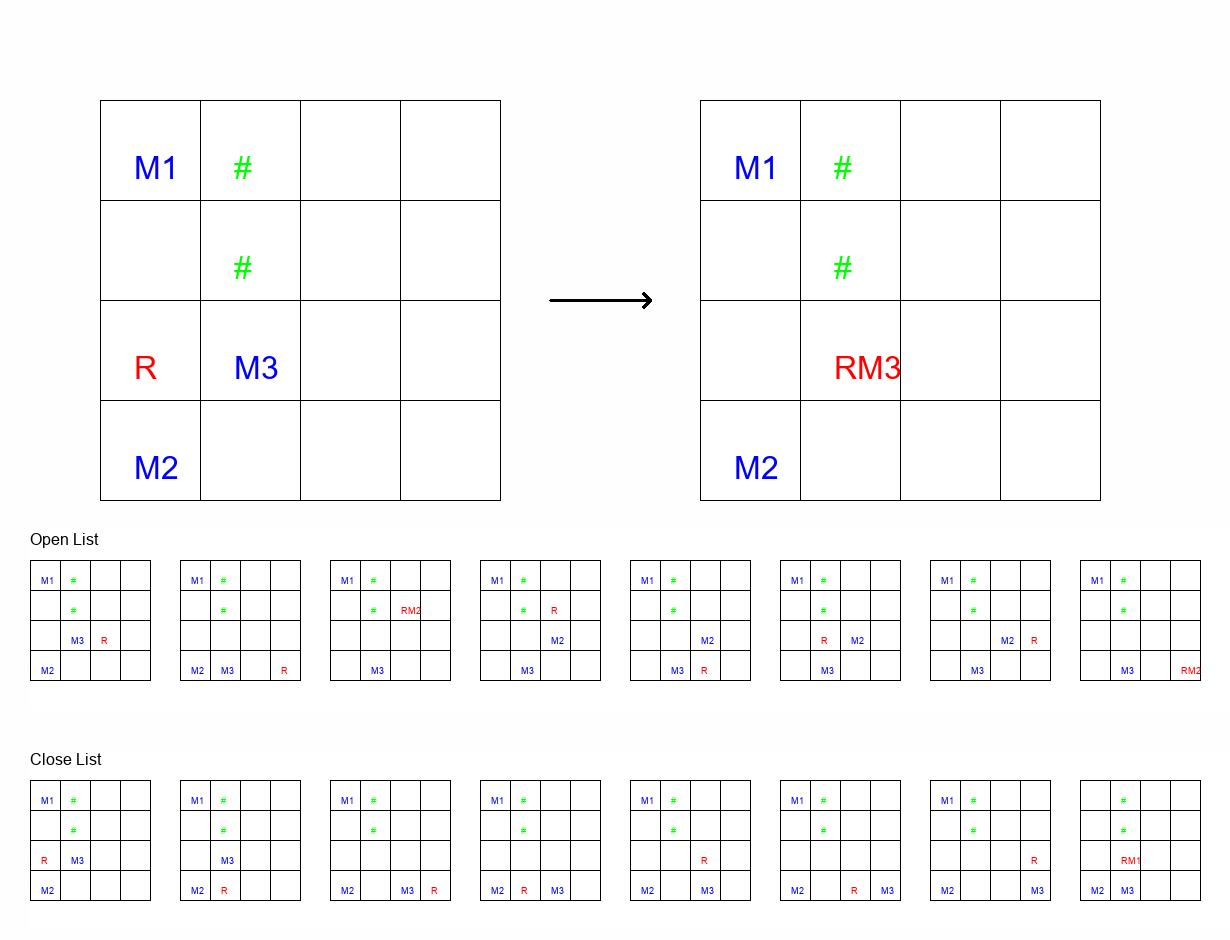 M1 # M1 #
# #
R M3 RM3
M2 M2
Open List
M1 # M1 # M1 # M1 # M1 # M1 # M1 # M1 #
# # # RM2 # R # # # #
M3 R M2 M2 R M2 M2 R
M2 M2 M3 R M3 M3 M3 R M3 M3 M3 RM2
Close List
M1 # M1 # M1 # M1 # M1 # M1 # M1 # #
# # # # # # # #
R M3 M3 R R RM1
M2 M2 R M2 M3 R M2 R M3 M2 M3 M2 R M3 M2 M3 M2 M3